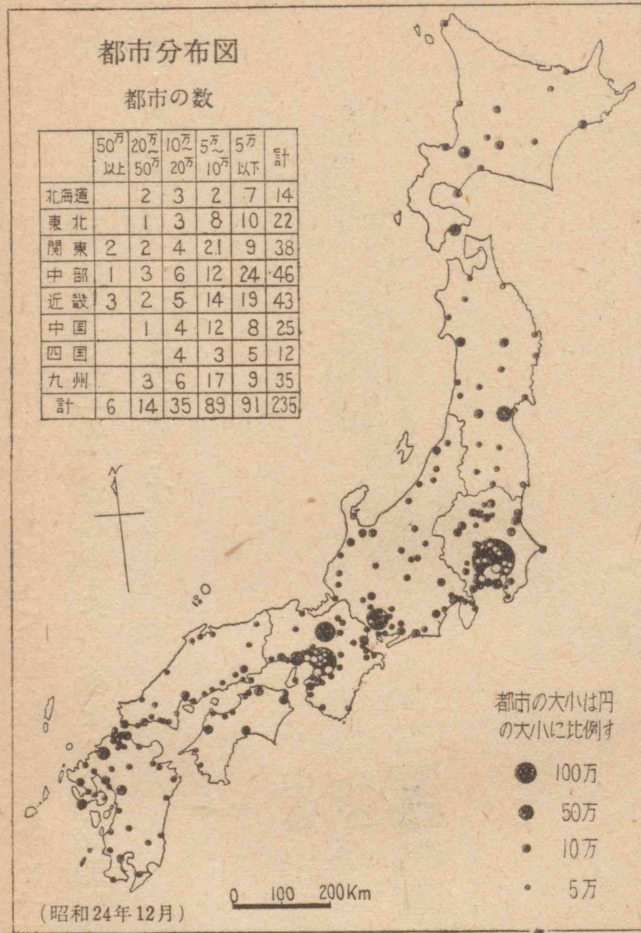 都市分布図
都市の数
50万以上 20万〜50万 10万〜20万 5万〜10万 5万以下 計
北海道 2 3 2 7 14
東北 1 3 8 10 22
関東 2 2 4 21 9 38
中部 1 3 6 12 24 46
近畿 3 2 5 14 19 43
中国 1 4 12 8 25
四国 4 3 5 12
九州 3 6 17 9 35
計 6 14 35 89 91 235
N
都市の大小は円
の大小に比例す
100万
50万
10万
5万
0 100 200Km
(昭和24年12月)